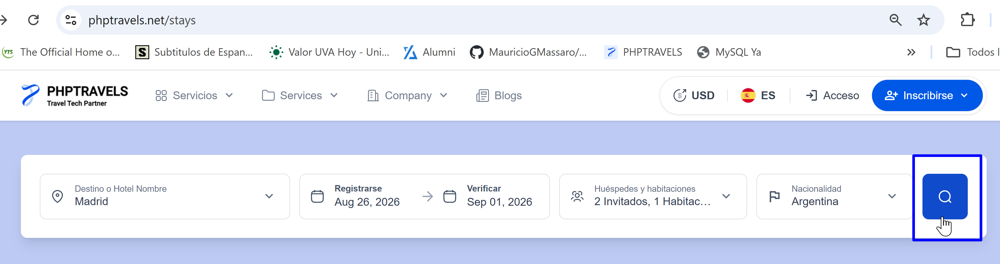 phptravels.net/stays
YTS The Official Home o... S Subtitulos de Espan... Valor UVA Hoy - Uni... Alumni MauricioGMassaro/... PHPTRAVELS MySQL Ya » Todos l
PHPTRAVELS
Travel Tech Partner
Servicios Services Company Blogs $ USD ES Acceso Inscribirse
Destino o Hotel Nombre
Madrid
Registrarse
Aug 26, 2026
Verificar
Sep 01, 2026
Huéspedes y habitaciones
2 Invitados, 1 Habitac...
Nacionalidad
Argentina